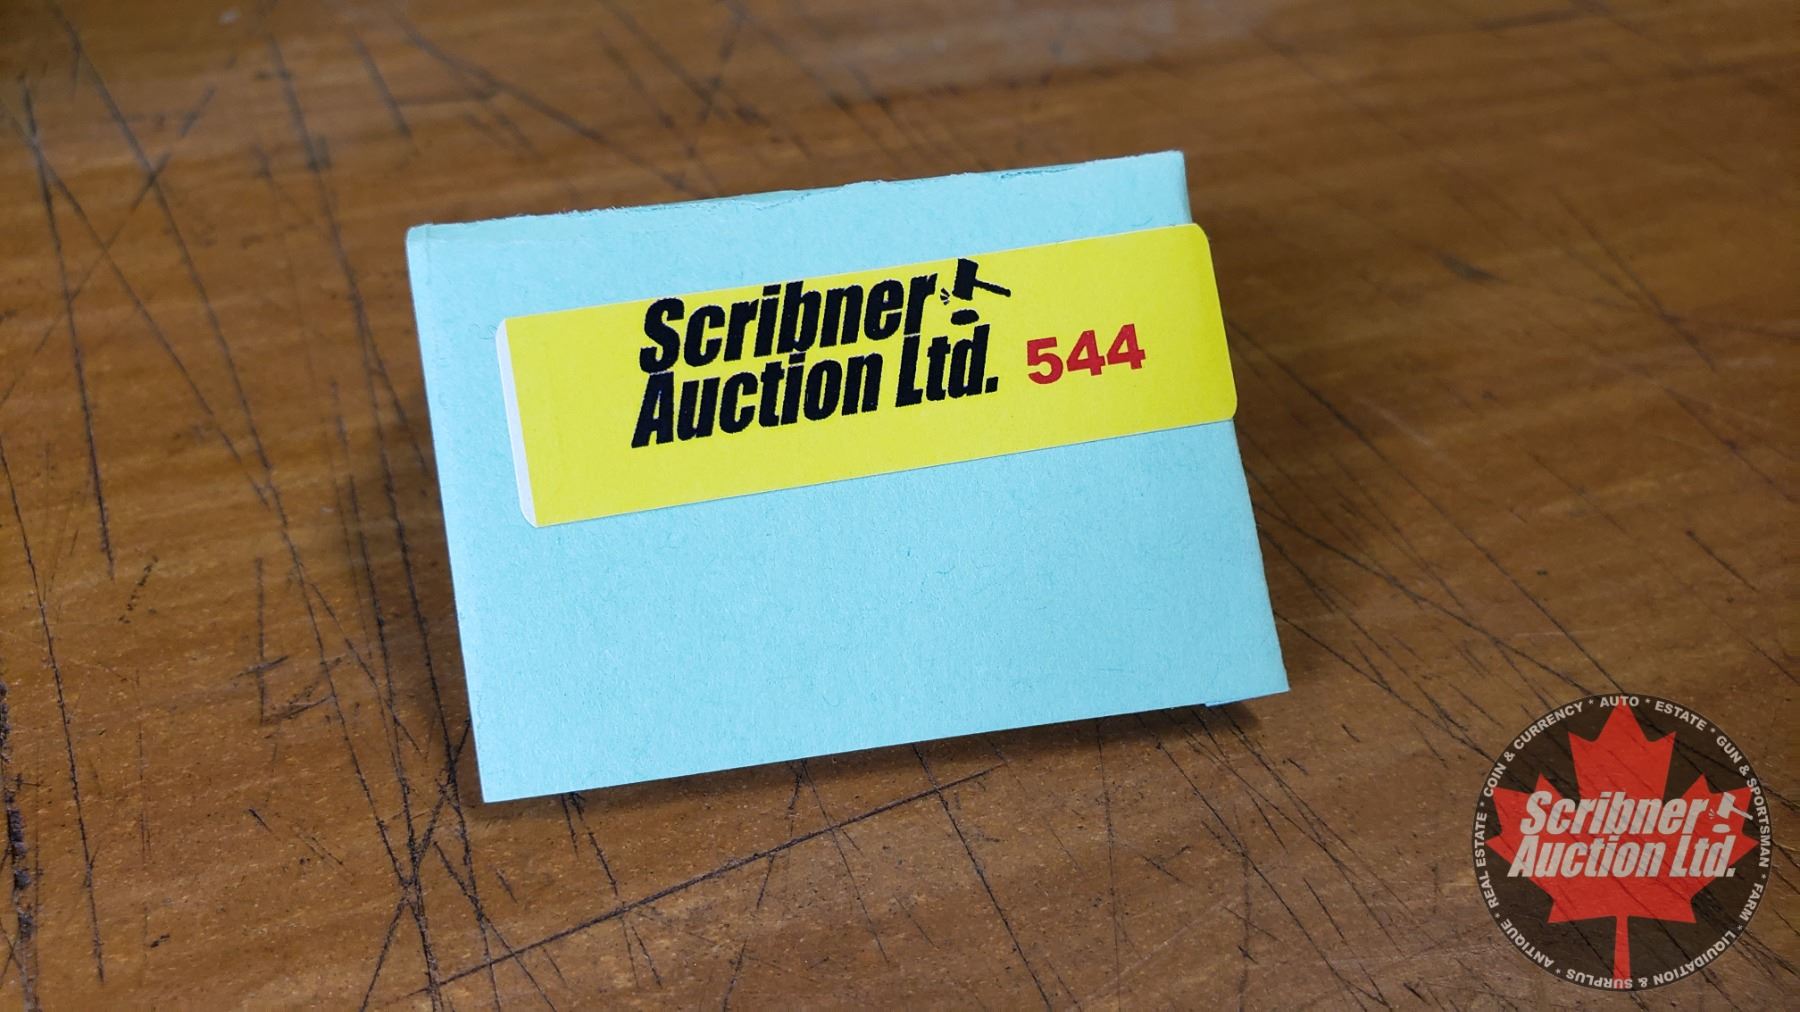 Scribner
Auction Ltd. 544
Scribner
Auction Ltd.
* COIN & CURRENCY * AUTO * ESTATE * GUN & SPORTSMAN * FARM * LIQUIDATION & SURPLUS * ANTIQUE * REAL ESTATE